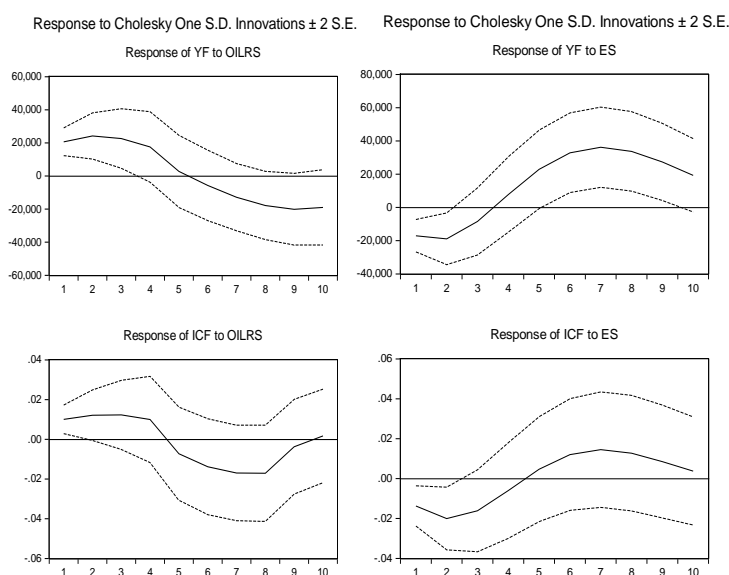 Response to Cholesky One S.D. Innovations ± 2 S.E.
Response of YF to OILRS
60,000
40,000
20,000
0
-20,000
-40,000
-60,000
1 2 3 4 5 6 7 8 9 10
Response to Cholesky One S.D. Innovations ± 2 S.E.
Response of YF to ES
80,000
60,000
40,000
20,000
0
-20,000
-40,000
1 2 3 4 5 6 7 8 9 10
Response of ICF to OILRS
.04
.02
.00
-.02
-.04
-.06
1 2 3 4 5 6 7 8 9 10
Response of ICF to ES
.06
.04
.02
.00
-.02
-.04
1 2 3 4 5 6 7 8 9 10